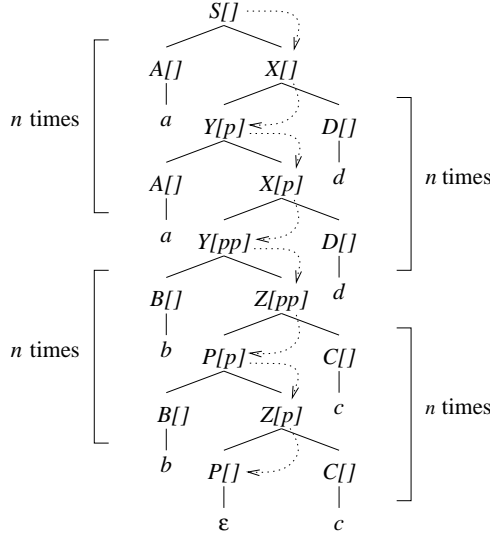 S[]
A[] X[]
n times
a Y[p] D[]
A[] X[p] d
n times
a Y[pp] D[]
B[] Z[pp] d
n times
b P[p] C[]
B[] Z[p] c
n times
b P[] C[]
ε c